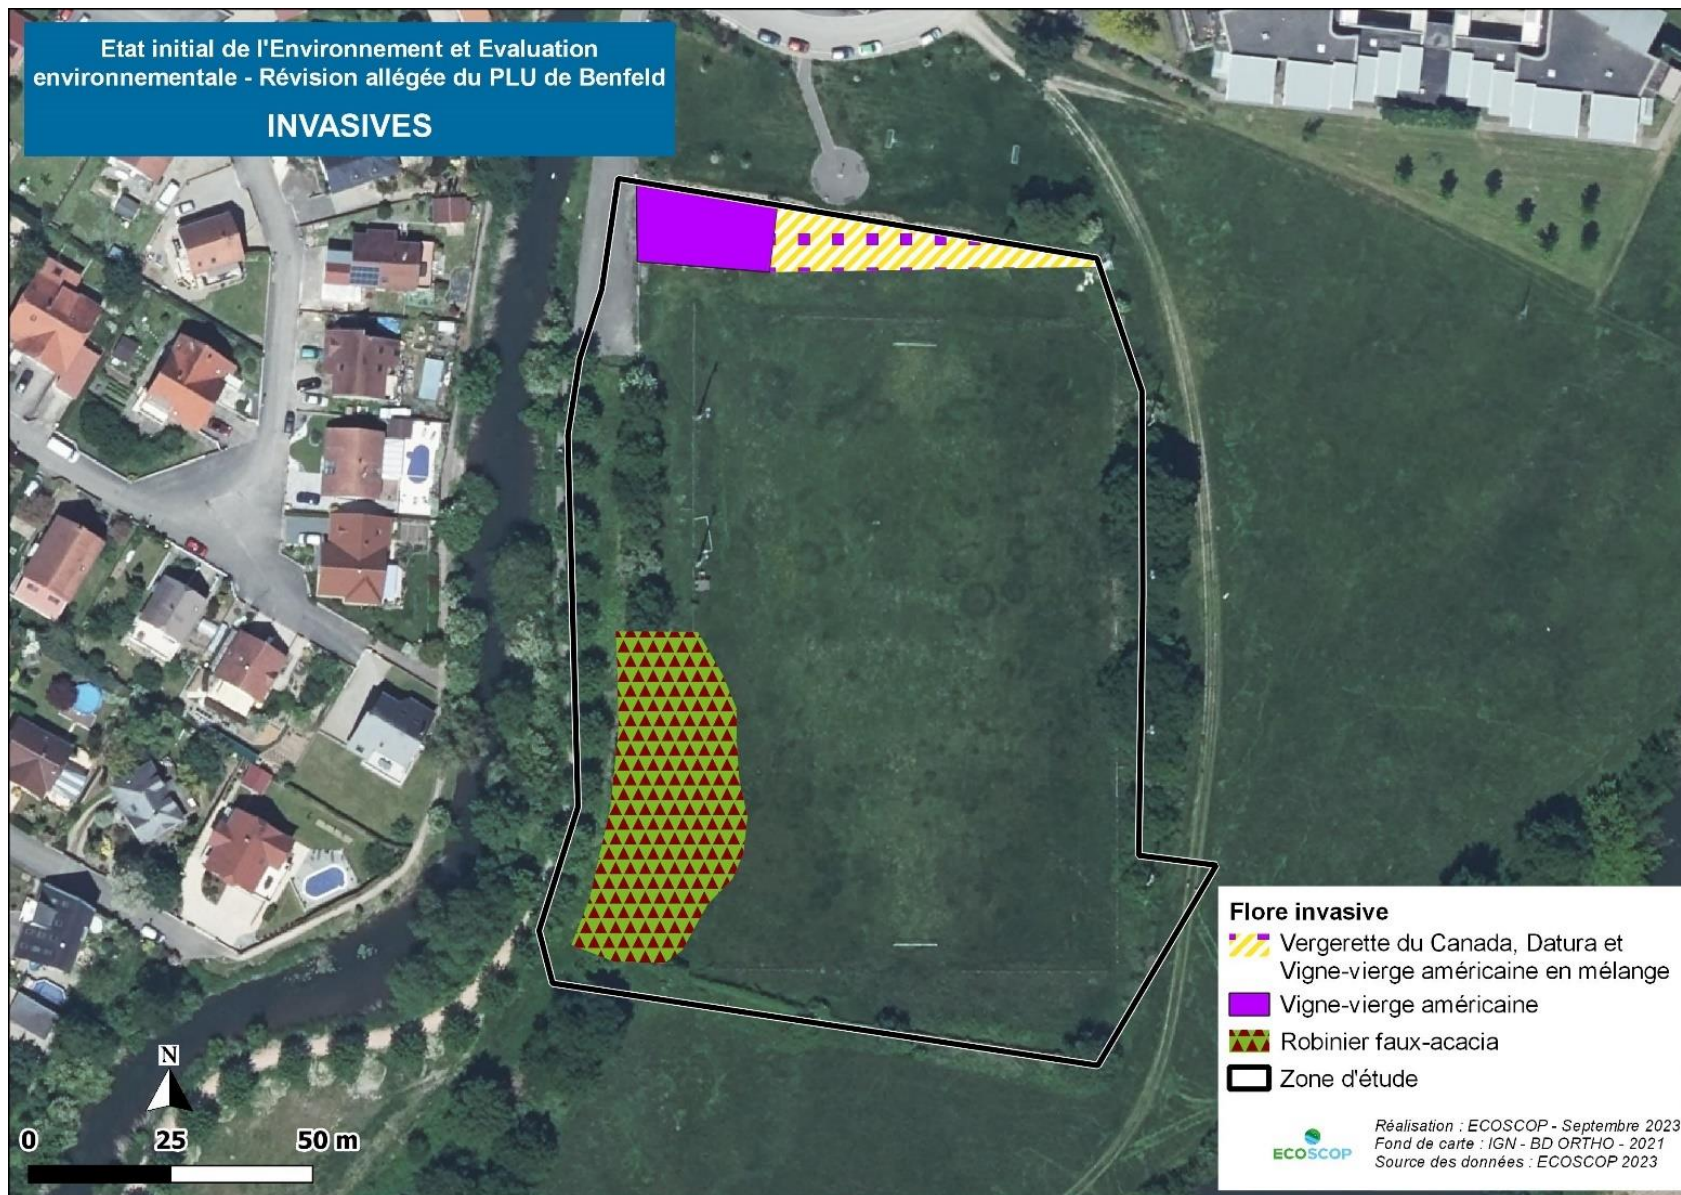 Etat initial de l'Environnement et Evaluation
environnementale - Révision allégée du PLU de Benfeld
INVASIVES
Flore invasive
Vergerette du Canada, Datura et
Vigne-vierge américaine en mélange
Vigne-vierge américaine
Robinier faux-acacia
Zone d'étude
N
0 25 50 m
ECOSCOP
Réalisation : ECOSCOP - Septembre 2023
Fond de carte : IGN - BD ORTHO - 2021
Source des données : ECOSCOP 2023